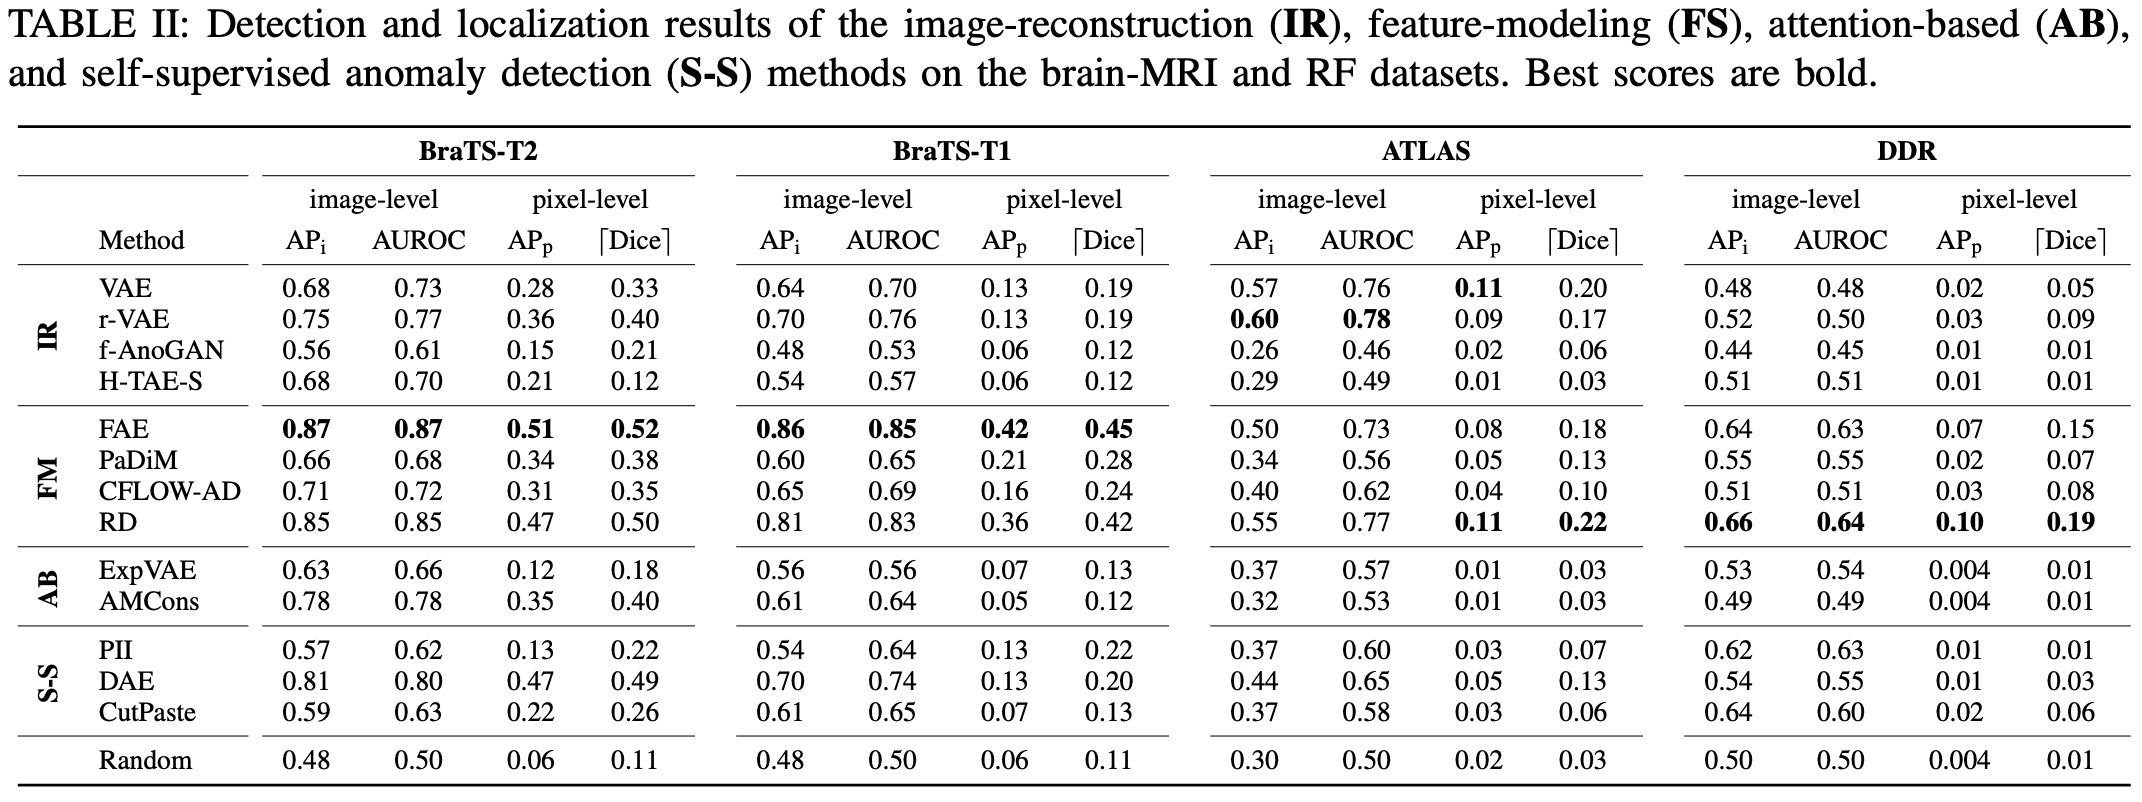 TABLE II: Detection and localization results of the image-reconstruction (IR), feature-modeling (FS), attention-based (AB),
and self-supervised anomaly detection (S-S) methods on the brain-MRI and RF datasets. Best scores are bold.
BraTS-T2 BraTS-T1 ATLAS DDR
image-level pixel-level image-level pixel-level image-level pixel-level image-level pixel-level
Method APi AUROC APp ⌈Dice⌉ APi AUROC APp ⌈Dice⌉ APi AUROC APp ⌈Dice⌉ APi AUROC APp ⌈Dice⌉
IR
VAE 0.68 0.73 0.28 0.33 0.64 0.70 0.13 0.19 0.57 0.76 0.11 0.20 0.48 0.48 0.02 0.05
r-VAE 0.75 0.77 0.36 0.40 0.70 0.76 0.13 0.19 0.60 0.78 0.09 0.17 0.52 0.50 0.03 0.09
f-AnoGAN 0.56 0.61 0.15 0.21 0.48 0.53 0.06 0.12 0.26 0.46 0.02 0.06 0.44 0.45 0.01 0.01
H-TAE-S 0.68 0.70 0.21 0.12 0.54 0.57 0.06 0.12 0.29 0.49 0.01 0.03 0.51 0.51 0.01 0.01
FM
FAE 0.87 0.87 0.51 0.52 0.86 0.85 0.42 0.45 0.50 0.73 0.08 0.18 0.64 0.63 0.07 0.15
PaDiM 0.66 0.68 0.34 0.38 0.60 0.65 0.21 0.28 0.34 0.56 0.05 0.13 0.55 0.55 0.02 0.07
CFLOW-AD 0.71 0.72 0.31 0.35 0.65 0.69 0.16 0.24 0.40 0.62 0.04 0.10 0.51 0.51 0.03 0.08
RD 0.85 0.85 0.47 0.50 0.81 0.83 0.36 0.42 0.55 0.77 0.11 0.22 0.66 0.64 0.10 0.19
AB
ExpVAE 0.63 0.66 0.12 0.18 0.56 0.56 0.07 0.13 0.37 0.57 0.01 0.03 0.53 0.54 0.004 0.01
AMCons 0.78 0.78 0.35 0.40 0.61 0.64 0.05 0.12 0.32 0.53 0.01 0.03 0.49 0.49 0.004 0.01
S-S
PII 0.57 0.62 0.13 0.22 0.54 0.64 0.13 0.22 0.37 0.60 0.03 0.07 0.62 0.63 0.01 0.01
DAE 0.81 0.80 0.47 0.49 0.70 0.74 0.13 0.20 0.44 0.65 0.05 0.13 0.54 0.55 0.01 0.03
CutPaste 0.59 0.63 0.22 0.26 0.61 0.65 0.07 0.13 0.37 0.58 0.03 0.06 0.64 0.60 0.02 0.06
Random 0.48 0.50 0.06 0.11 0.48 0.50 0.06 0.11 0.30 0.50 0.02 0.03 0.50 0.50 0.004 0.01